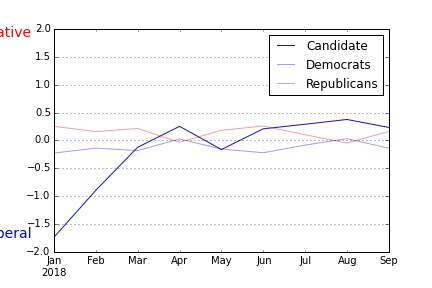 ative
2.0
1.5
1.0
0.5
0.0
−0.5
−1.0
−1.5
−2.0
peral
Candidate
Democrats
Republicans
Jan Feb Mar Apr May Jun Jul Aug Sep
2018